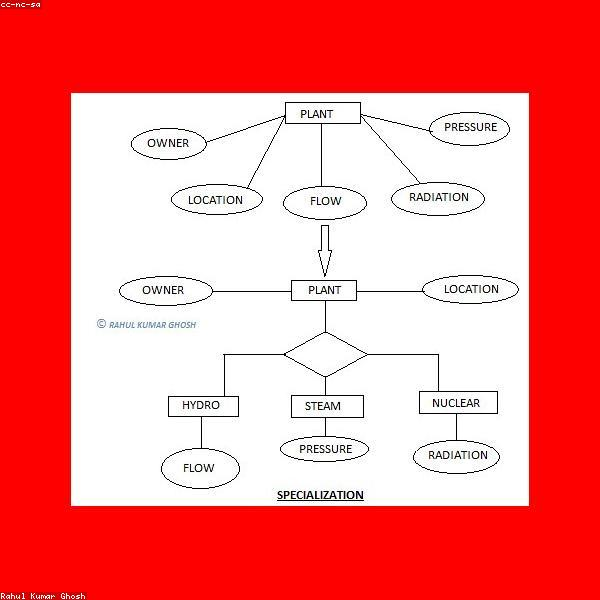 cc-nc-sa
PLANT
OWNER
PRESSURE
LOCATION
FLOW
RADIATION
OWNER
PLANT
LOCATION
© RAHUL KUMAR GHOSH
HYDRO
STEAM
NUCLEAR
FLOW
PRESSURE
RADIATION
SPECIALIZATION
Rahul Kumar Ghosh